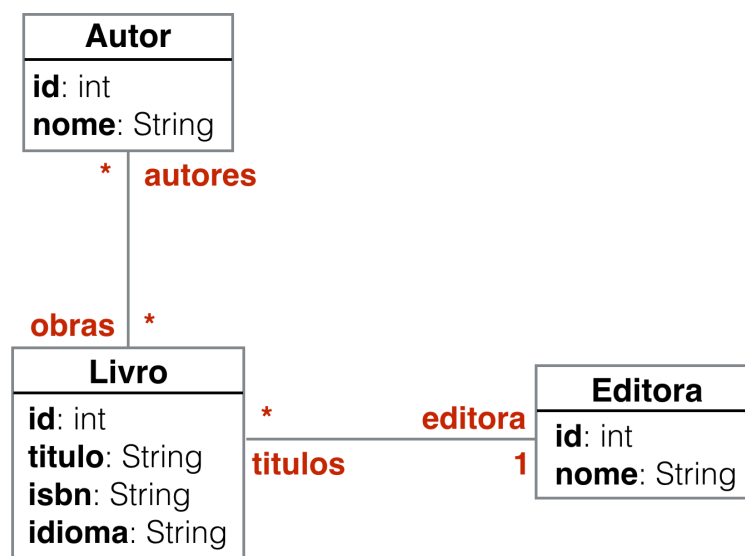 Autor
id: int
nome: String
* autores
obras *
Livro
id: int
titulo: String
isbn: String
idioma: String
* editora
titulos 1
Editora
id: int
nome: String